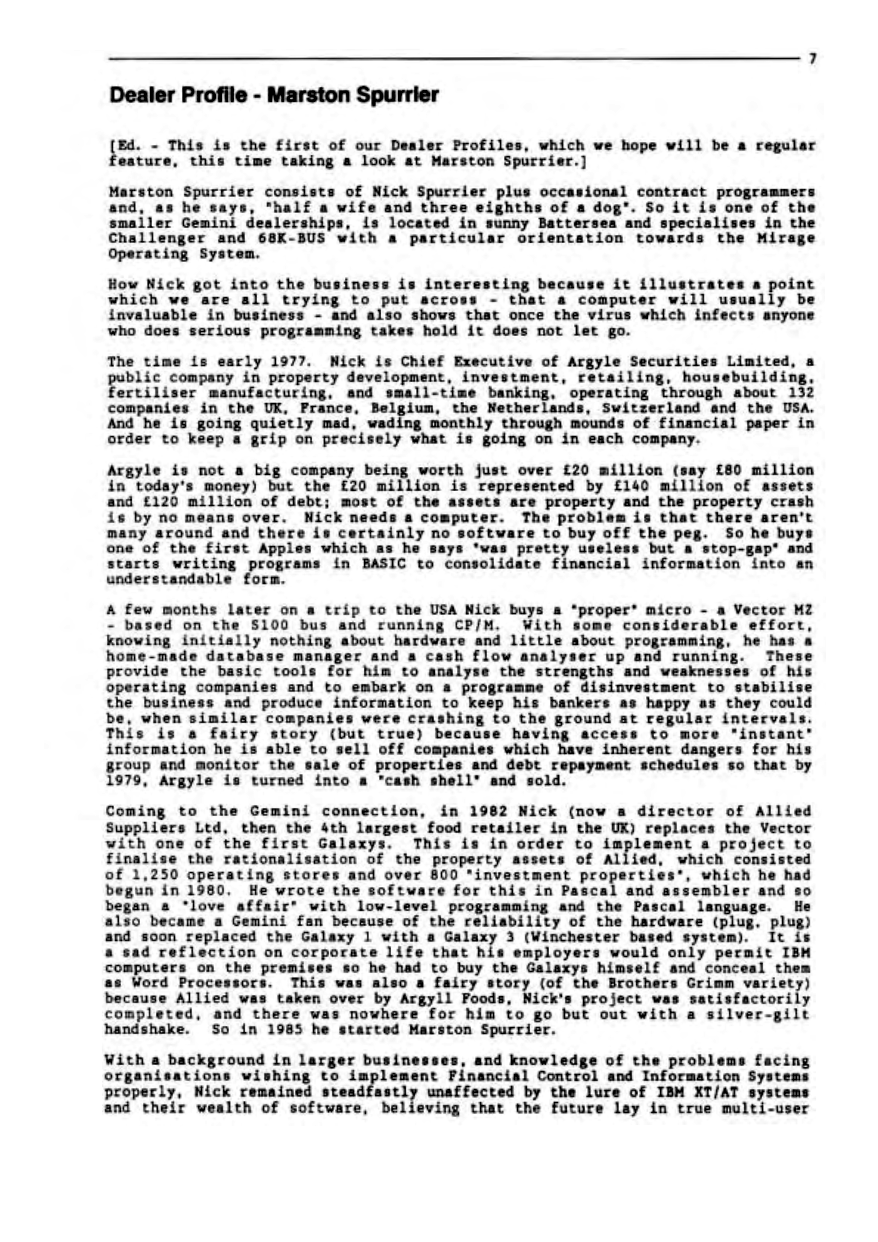 7
Dealer Profile - Marston Spurrier
[Ed. - This is the first of our Dealer Profiles, which we hope will be a regular
feature, this time taking a look at Marston Spurrier.]
Marston Spurrier consists of Nick Spurrier plus occasional contract programmers
and, as he says, "half a wife and three eighths of a dog". So it is one of the
smaller Gemini dealerships, is located in sunny Battersea and specialises in the
Challenger and 68K-BUS with a particular orientation towards the Mirage
Operating System.
How Nick got into the business is interesting because it illustrates a point
which we are all trying to put across - that a computer will usually be
invaluable in business - and also shows that once the virus which infects anyone
who does serious programming takes hold it does not let go.
The time is early 1977. Nick is Chief Executive of Argyle Securities Limited, a
public company in property development, investment, retailing, housebuilding,
fertiliser manufacturing, and small-time banking, operating through about 132
companies in the UK, France, Belgium, the Netherlands, Switzerland and the USA.
And he is going quietly mad, wading monthly through mounds of financial paper in
order to keep a grip on precisely what is going on in each company.
Argyle is not a big company being worth just over £20 million (say £80 million
in today's money) but the £20 million is represented by £140 million of assets
and £120 million of debt; most of the assets are property and the property crash
is by no means over. Nick needs a computer. The problem is that there aren't
many around and there is certainly no software to buy off the peg. So he buys
one of the first Apples which as he says "was pretty useless but a stop-gap" and
starts writing programs in BASIC to consolidate financial information into an
understandable form.
A few months later on a trip to the USA Nick buys a "proper" micro - a Vector MZ
- based on the S100 bus and running CP/M. With some considerable effort,
knowing initially nothing about hardware and little about programming, he has a
home-made database manager and a cash flow analyser up and running. These
provide the basic tools for him to analyse the strengths and weaknesses of his
operating companies and to embark on a programme of disinvestment to stabilise
the business and produce information to keep his bankers as happy as they could
be, when similar companies were crashing to the ground at regular intervals.
This is a fairy story (but true) because having access to more "instant"
information he is able to sell off companies which have inherent dangers for his
group and monitor the sale of properties and debt repayment schedules so that by
1979, Argyle is turned into a "cash shell" and sold.
Coming to the Gemini connection, in 1982 Nick (now a director of Allied
Suppliers Ltd, then the 4th largest food retailer in the UK) replaces the Vector
with one of the first Galaxys. This is in order to implement a project to
finalise the rationalisation of the property assets of Allied, which consisted
of 1,250 operating stores and over 800 "investment properties", which he had
begun in 1980. He wrote the software for this in Pascal and assembler and so
began a "love affair" with low-level programming and the Pascal language. He
also became a Gemini fan because of the reliability of the hardware (plug, plug)
and soon replaced the Galaxy 1 with a Galaxy 3 (Winchester based system). It is
a sad reflection on corporate life that his employers would only permit IBM
computers on the premises so he had to buy the Galaxys himself and conceal them
as Word Processors. This was also a fairy story (of the Brothers Grimm variety)
because Allied was taken over by Argyll Foods, Nick's project was satisfactorily
completed, and there was nowhere for him to go but out with a silver-gilt
handshake. So in 1985 he started Marston Spurrier.
With a background in larger businesses, and knowledge of the problems facing
organisations wishing to implement Financial Control and Information Systems
properly, Nick remained steadfastly unaffected by the lure of IBM XT/AT systems
and their wealth of software, believing that the future lay in true multi-user